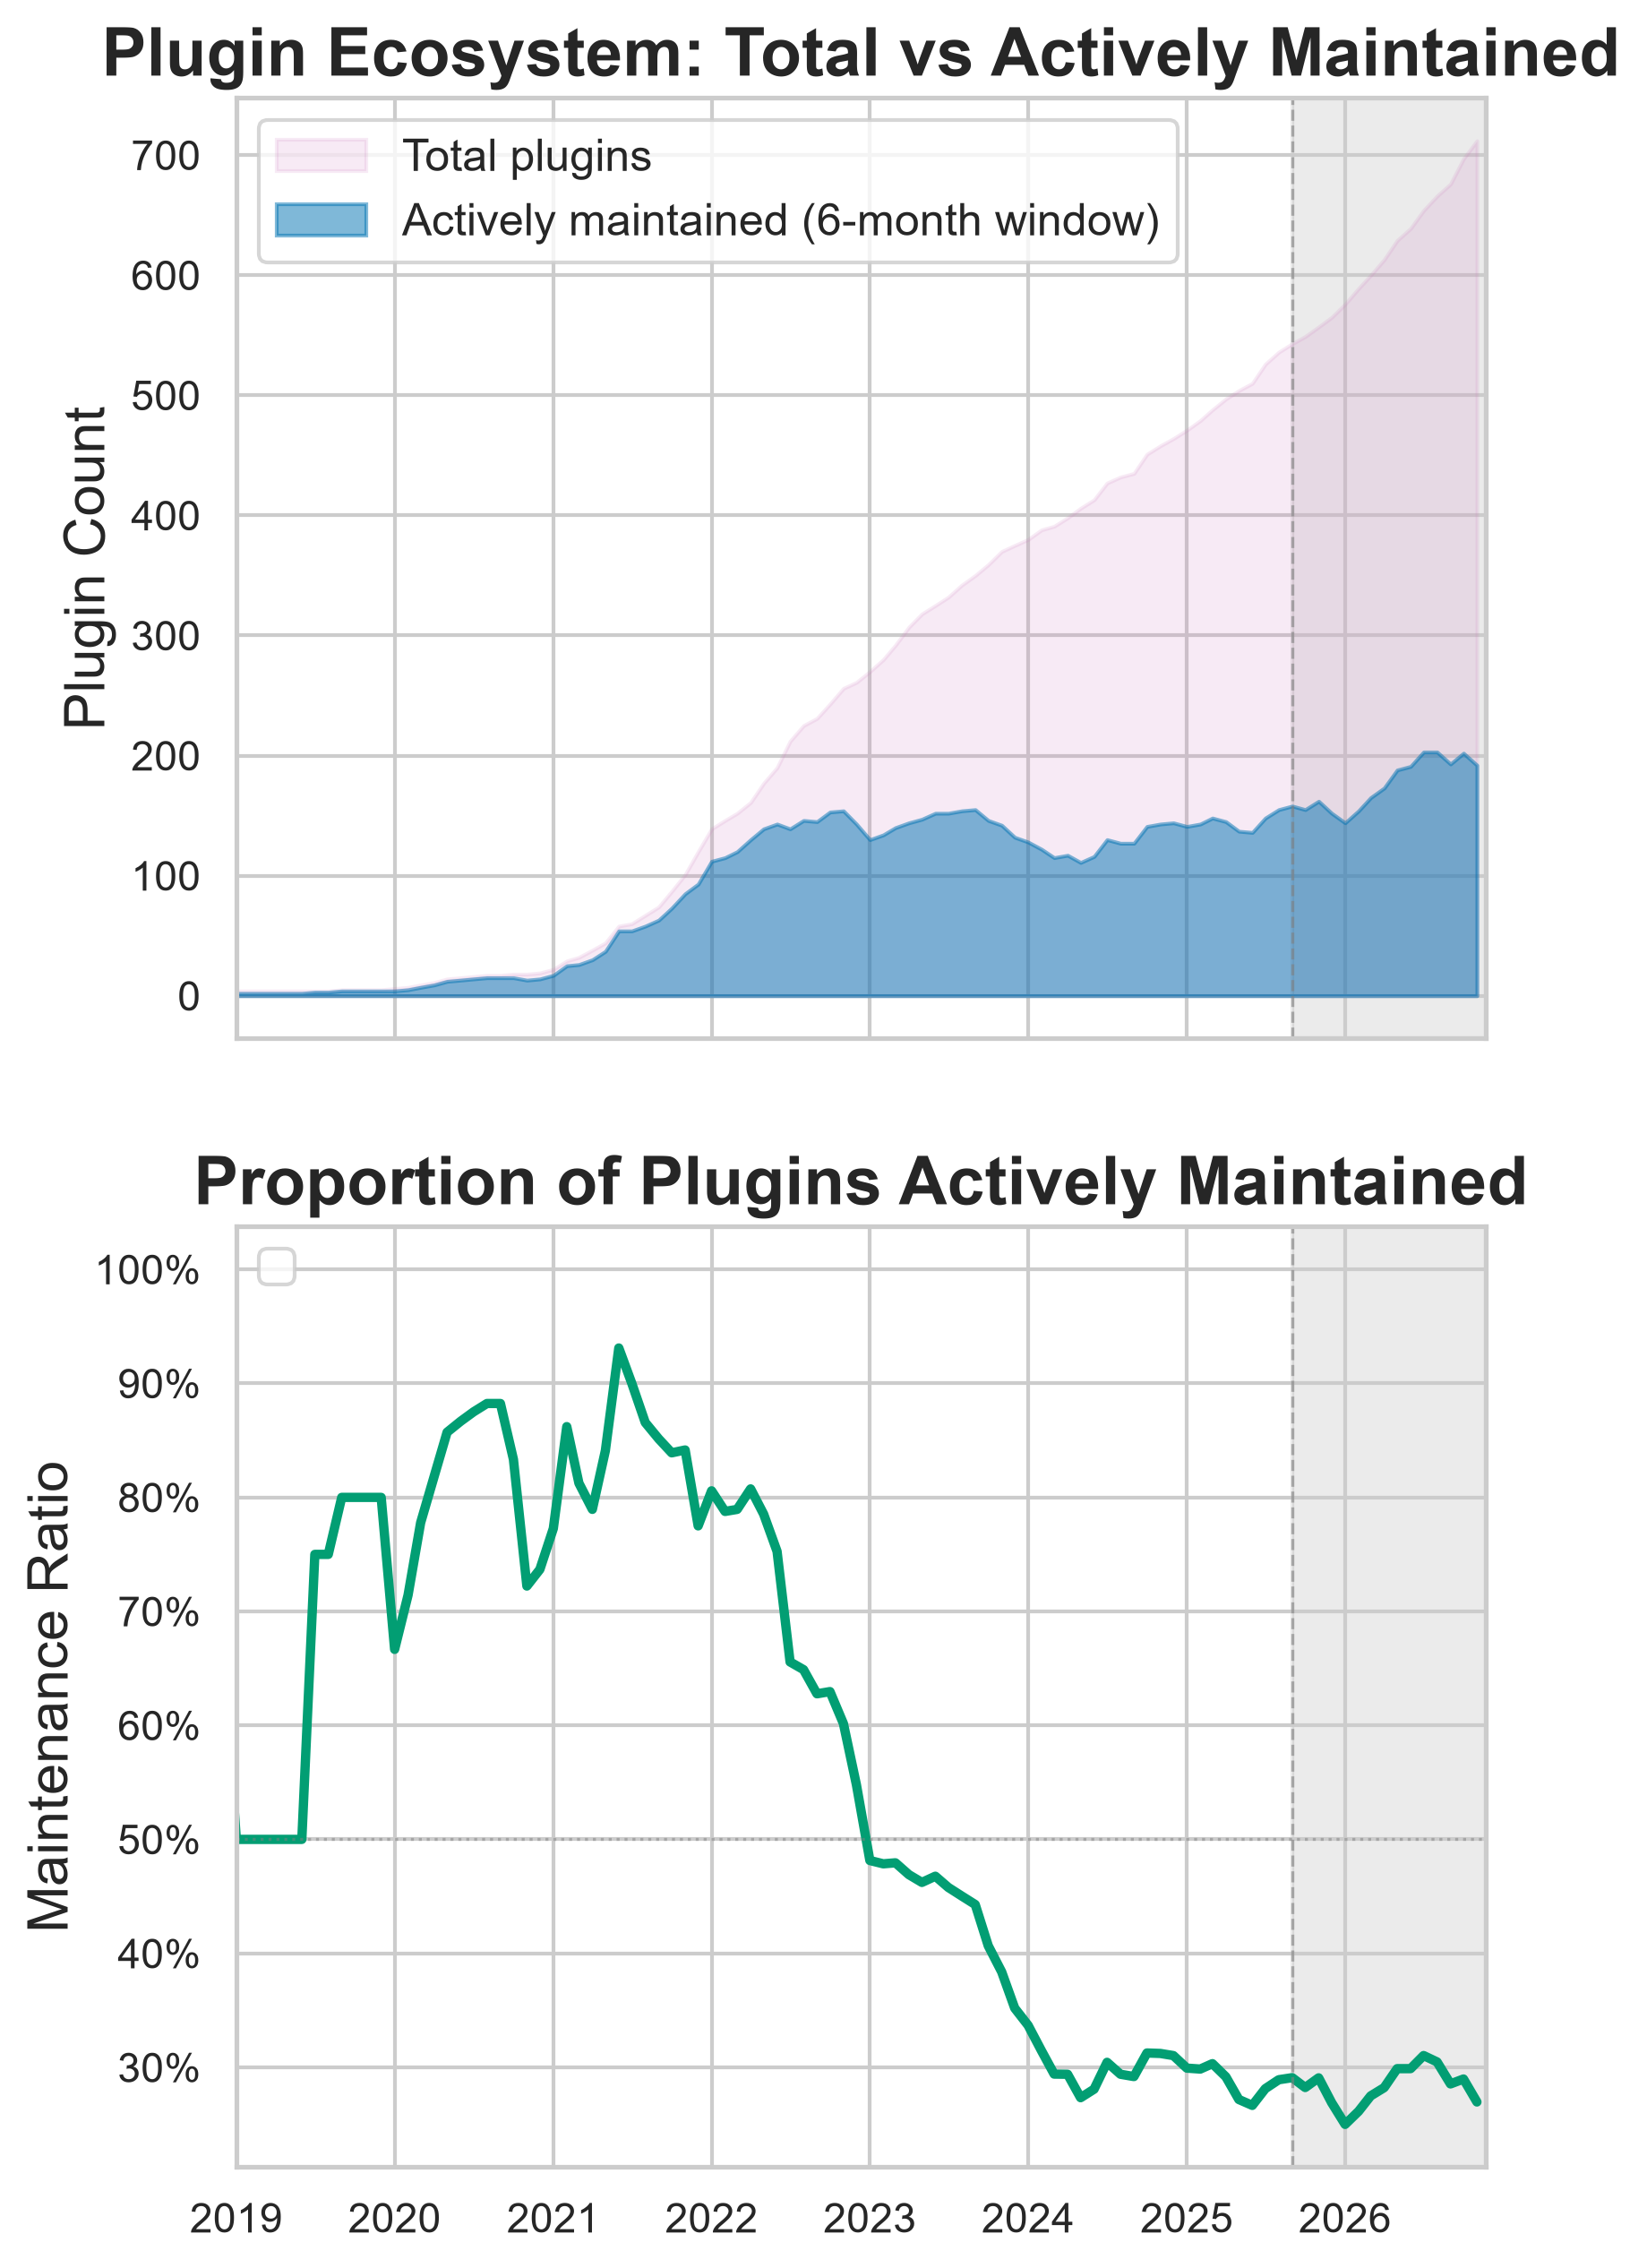 Plugin Ecosystem: Total vs Actively Maintained
Total plugins
Actively maintained (6-month window)
Plugin Count
700
600
500
400
300
200
100
0
Proportion of Plugins Actively Maintained
Maintenance Ratio
100%
90%
80%
70%
60%
50%
40%
30%
2019 2020 2021 2022 2023 2024 2025 2026